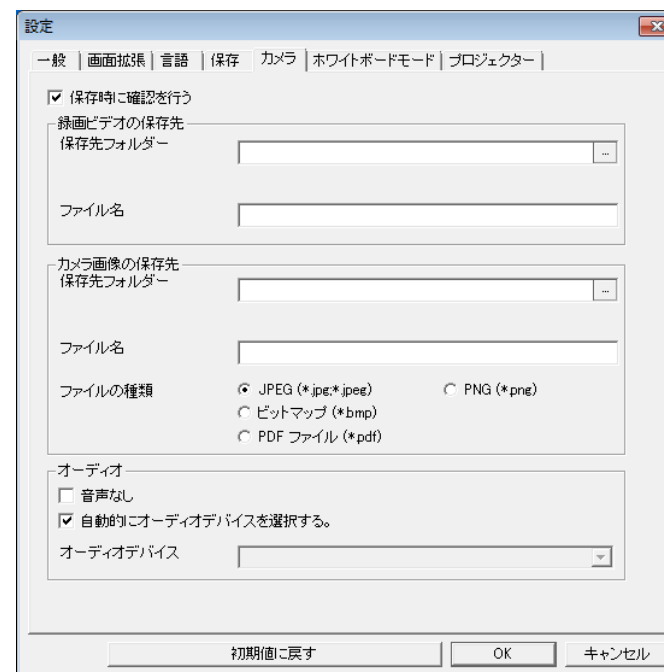 設定
一般 画面拡張 言語 保存 カメラ ホワイトボードモード プロジェクター
保存時に確認を行う
録画ビデオの保存先
保存先フォルダー
...
ファイル名
カメラ画像の保存先
保存先フォルダー
...
ファイル名
ファイルの種類 JPEG (*.jpg;*.jpeg) PNG (*.png)
ビットマップ (*.bmp)
PDF ファイル (*.pdf)
オーディオ
音声なし
自動的にオーディオデバイスを選択する。
オーディオデバイス
初期値に戻す OK キャンセル